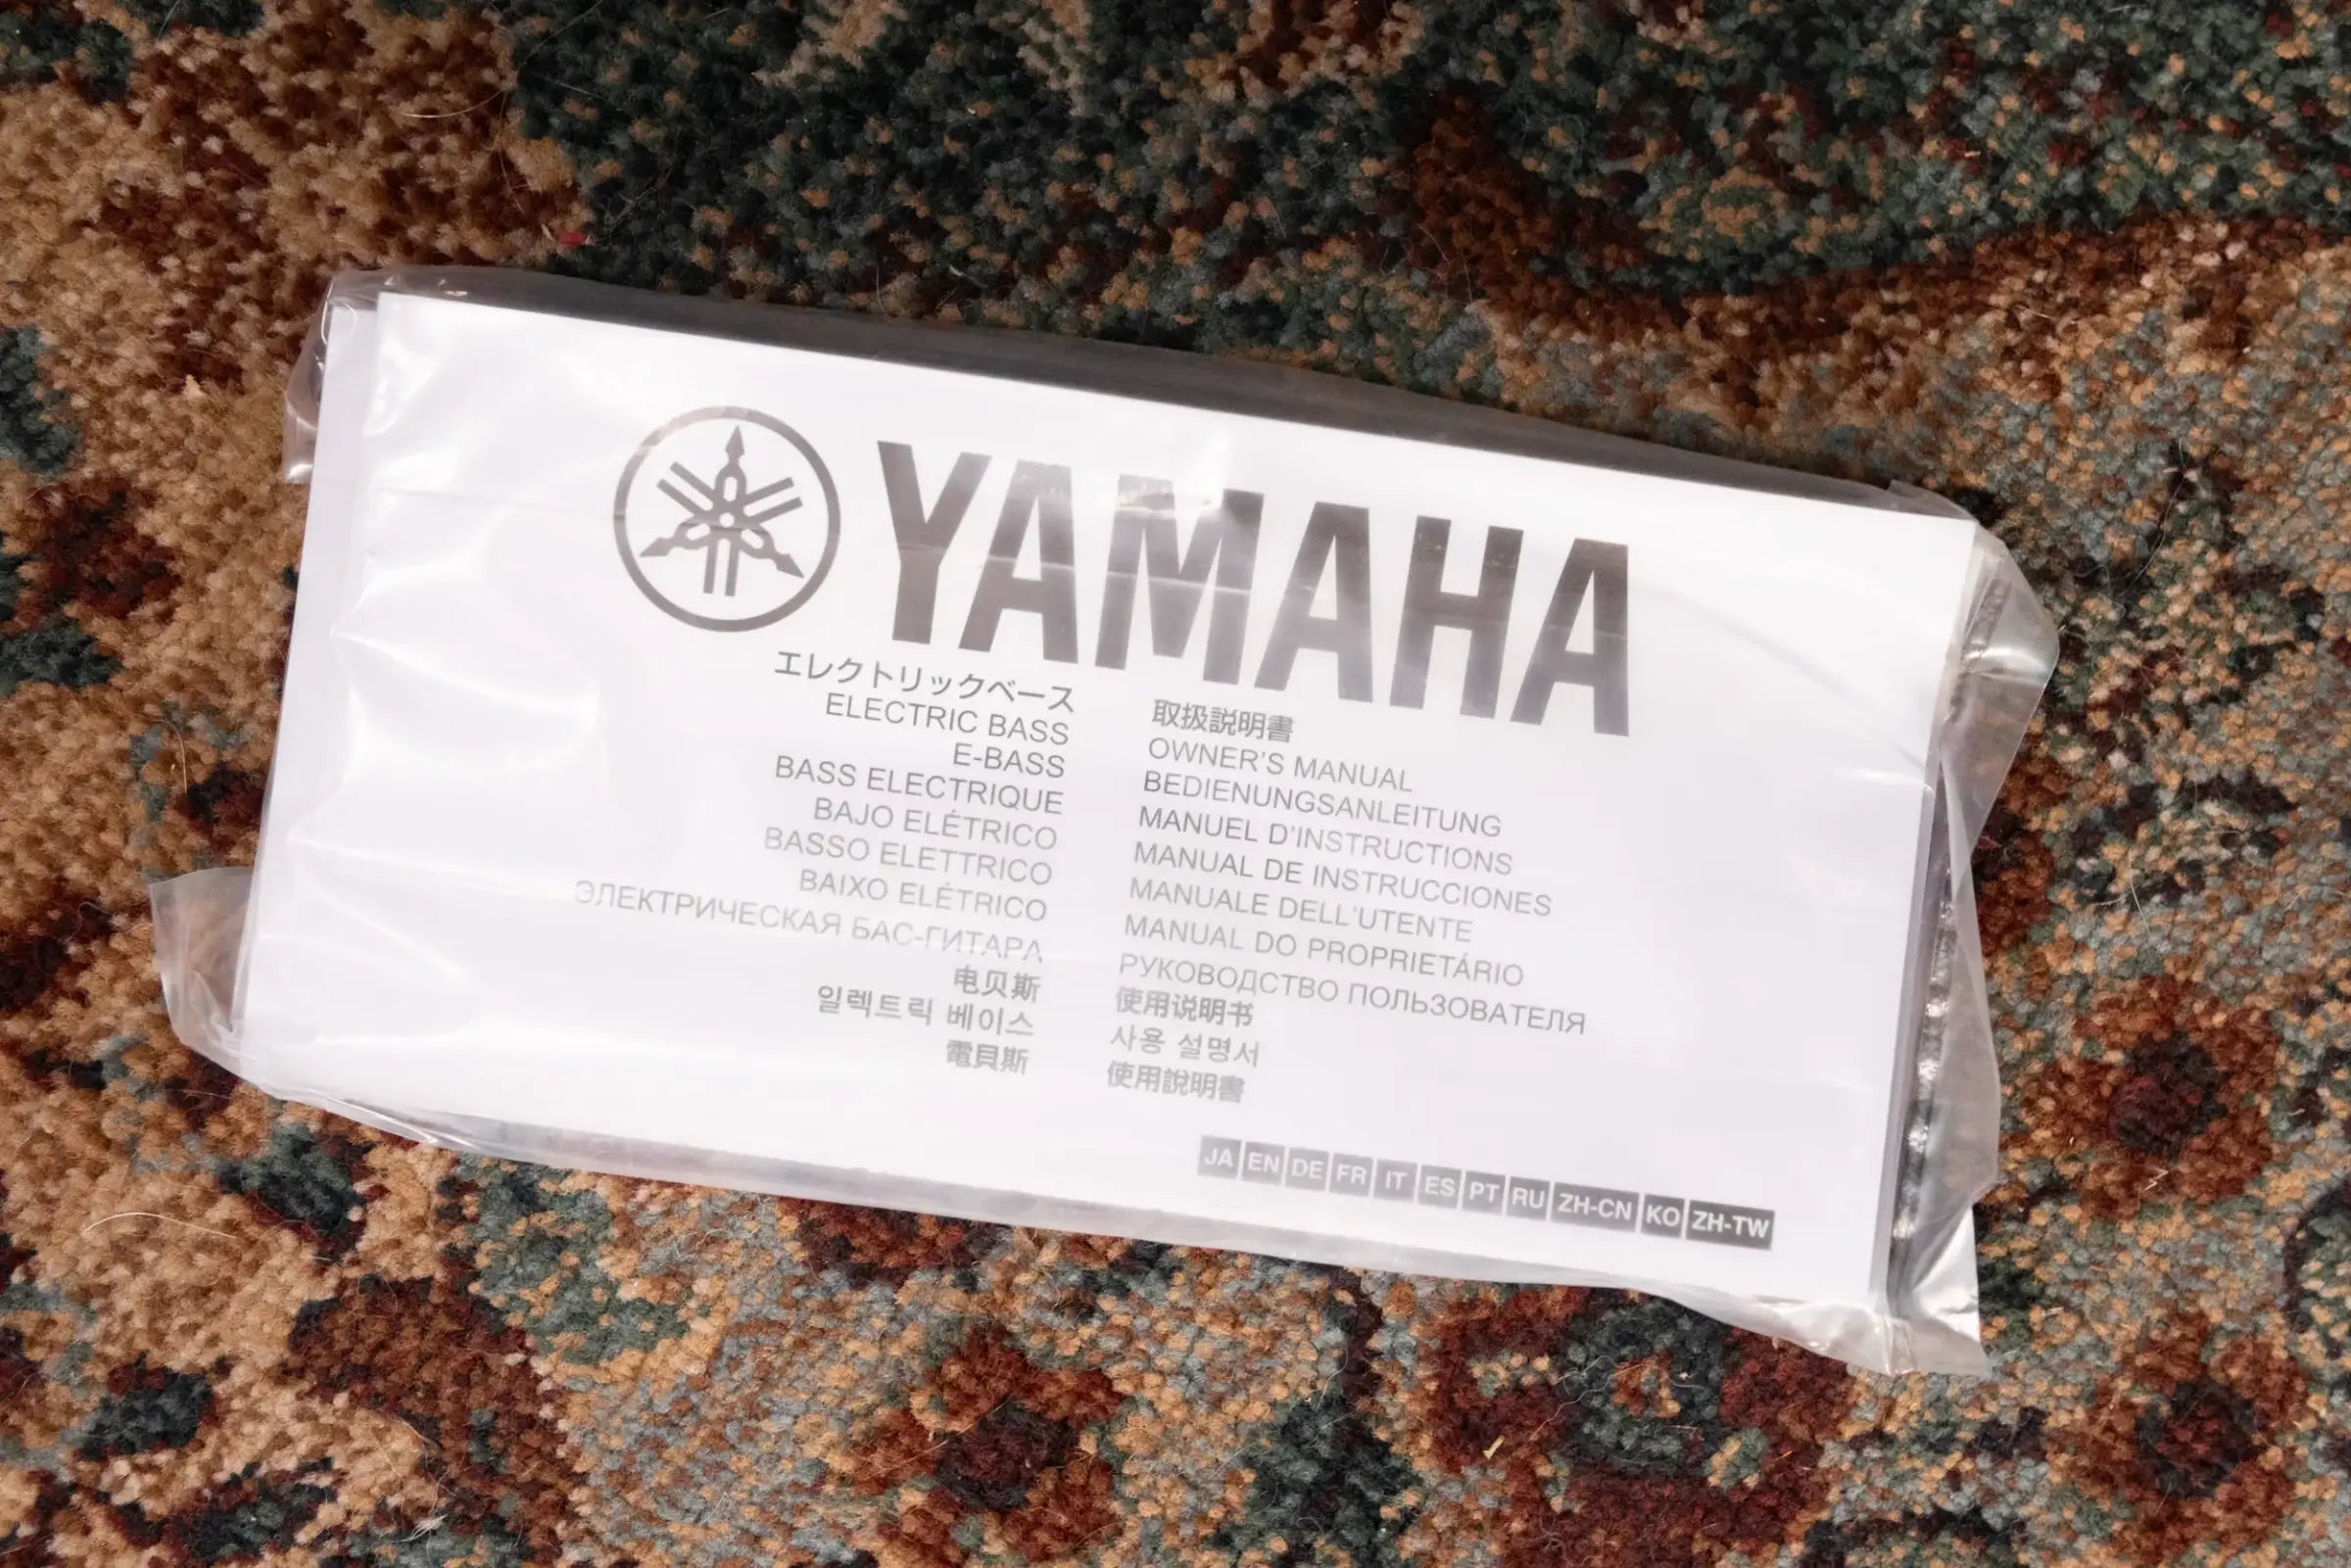 YAMAHA
エレクトリックベース 取扱説明書
ELECTRIC BASS OWNER'S MANUAL
E-BASS BEDIENUNGSANLEITUNG
BASS ELECTRIQUE MANUEL D'INSTRUCTIONS
BAJO ELÉTRICO MANUAL DE INSTRUCCIONES
BASSO ELETTRICO MANUALE DELL'UTENTE
BAIXO ELÉTRICO MANUAL DO PROPRIETÁRIO
ЭЛЕКТРИЧЕСКАЯ БАС-ГИТАРА РУКОВОДСТВО ПОЛЬЗОВАТЕЛЯ
电贝斯 使用说明书
일렉트릭 베이스 사용 설명서
電貝斯 使用說明書
JA EN DE FR IT ES PT RU ZH-CN KO ZH-TW